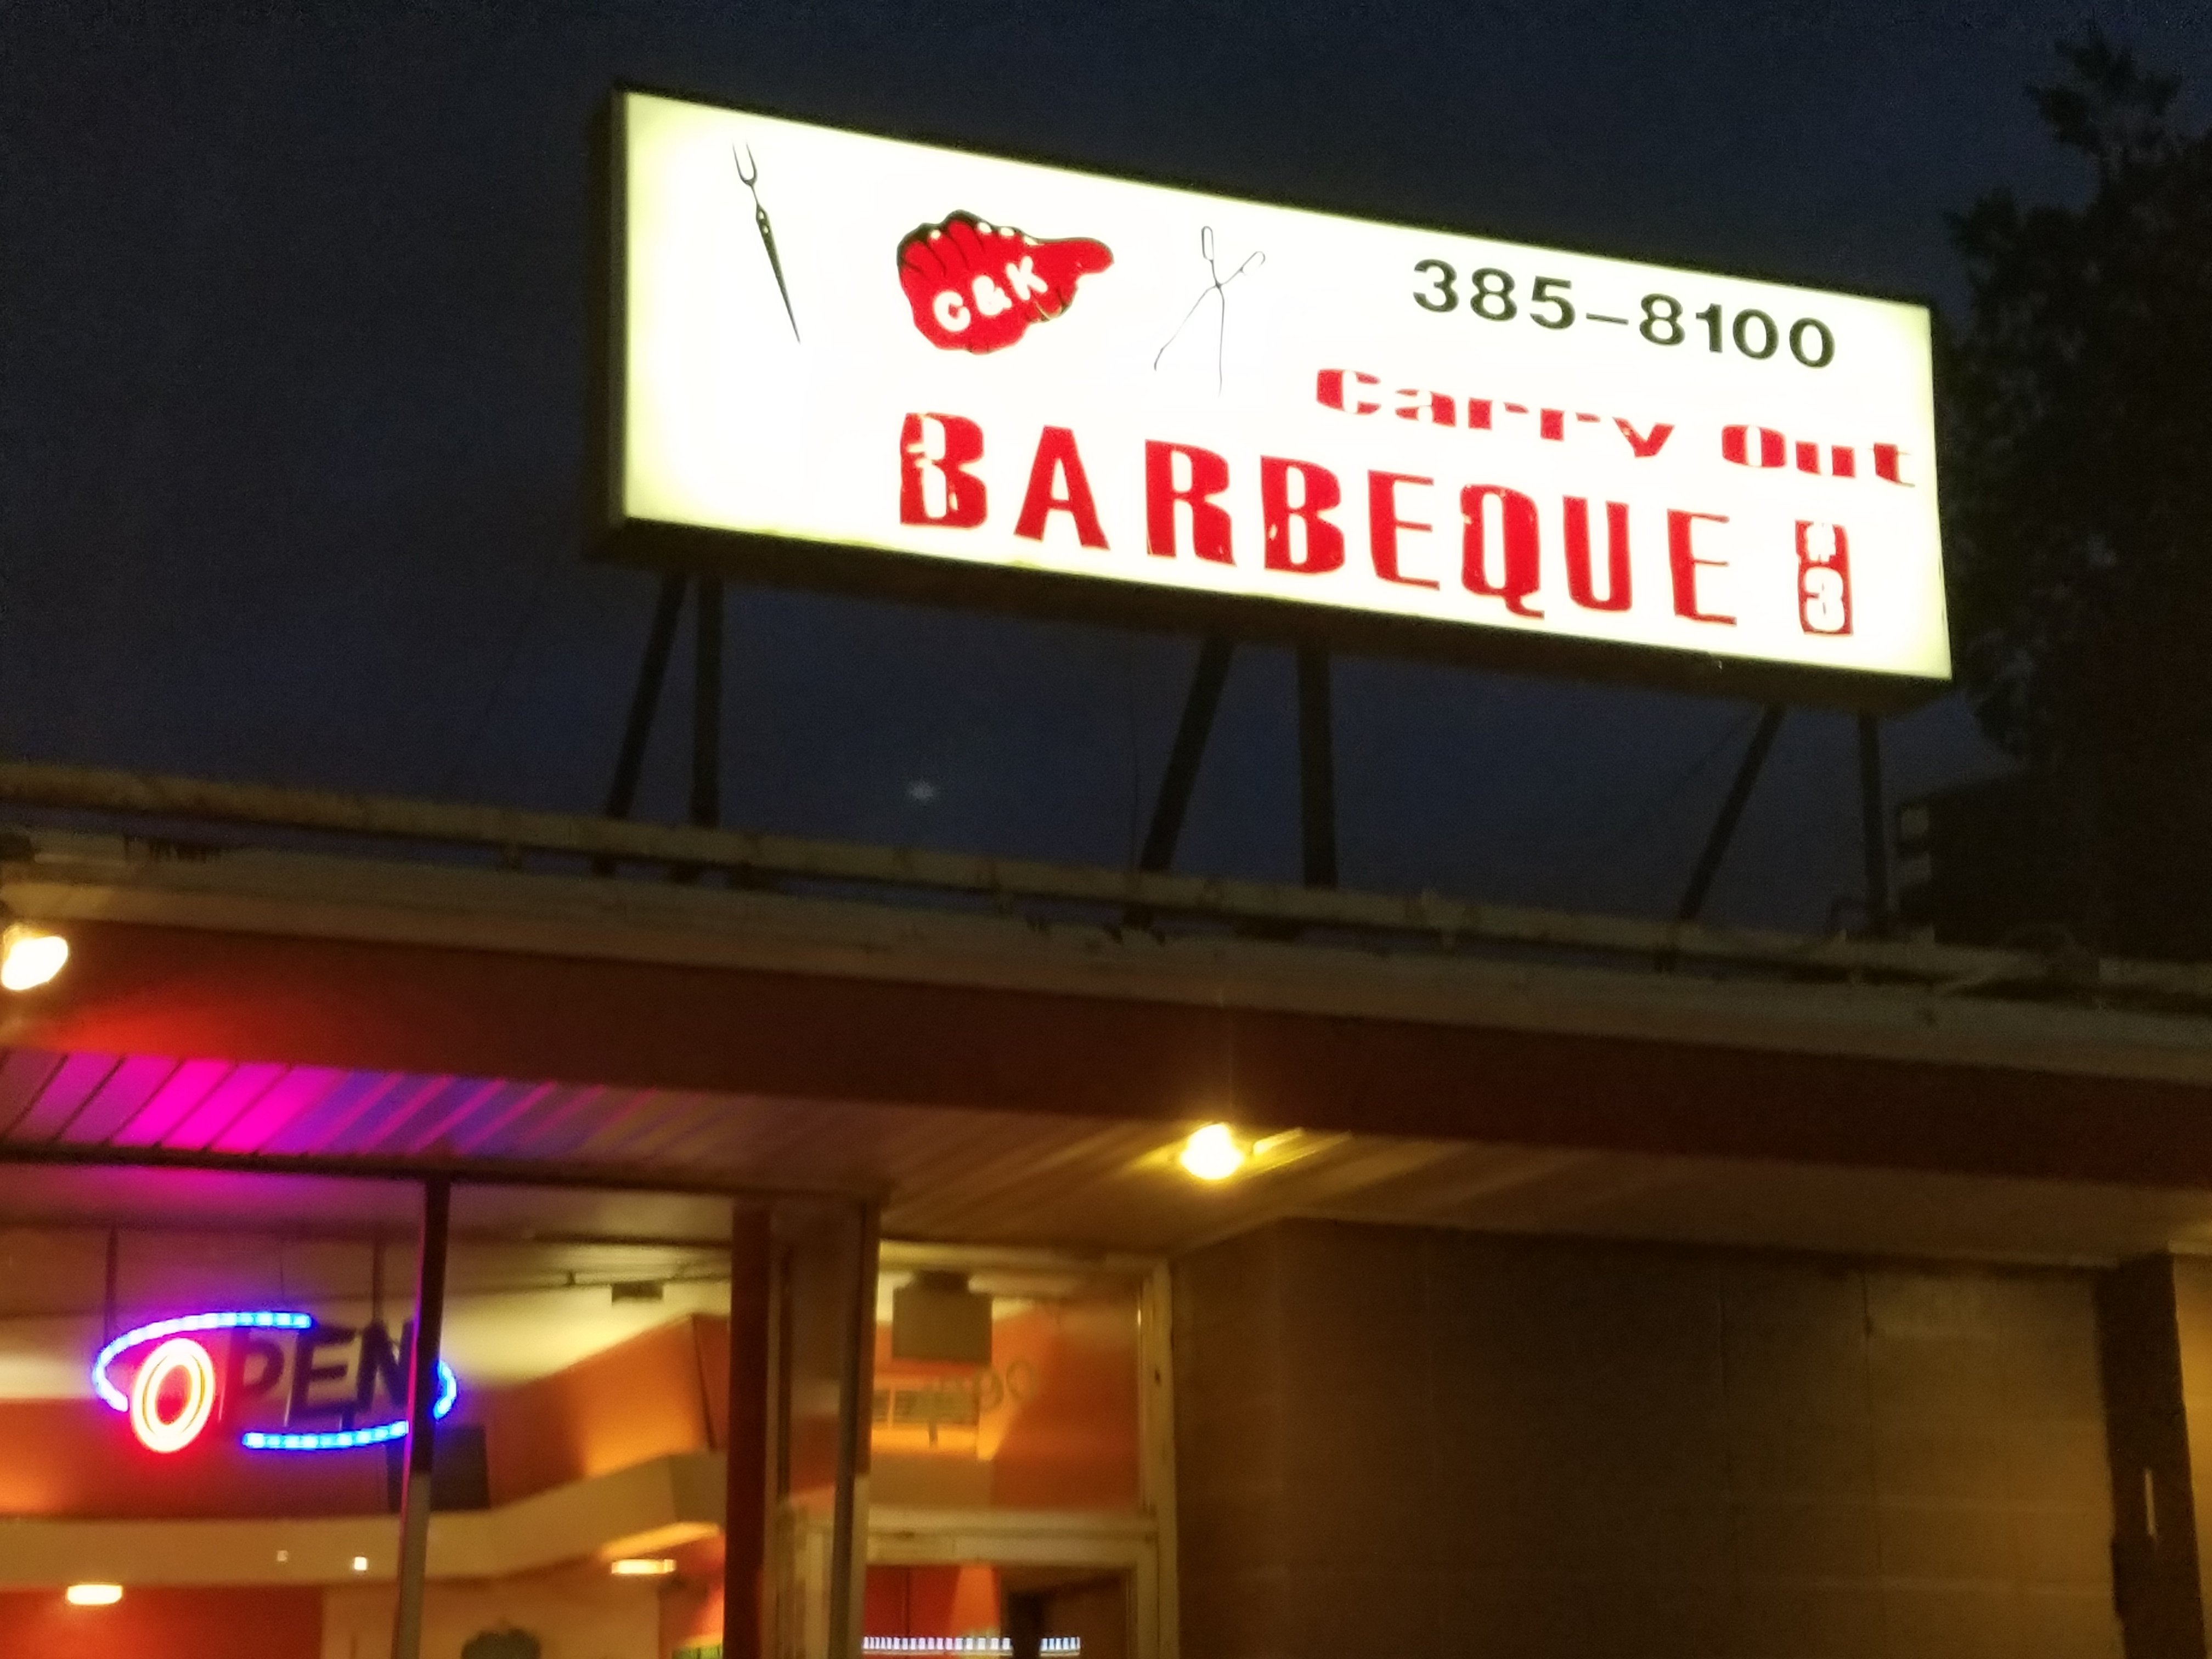 C & K
385-8100
Carry Out
BARBEQUE #3
OPEN